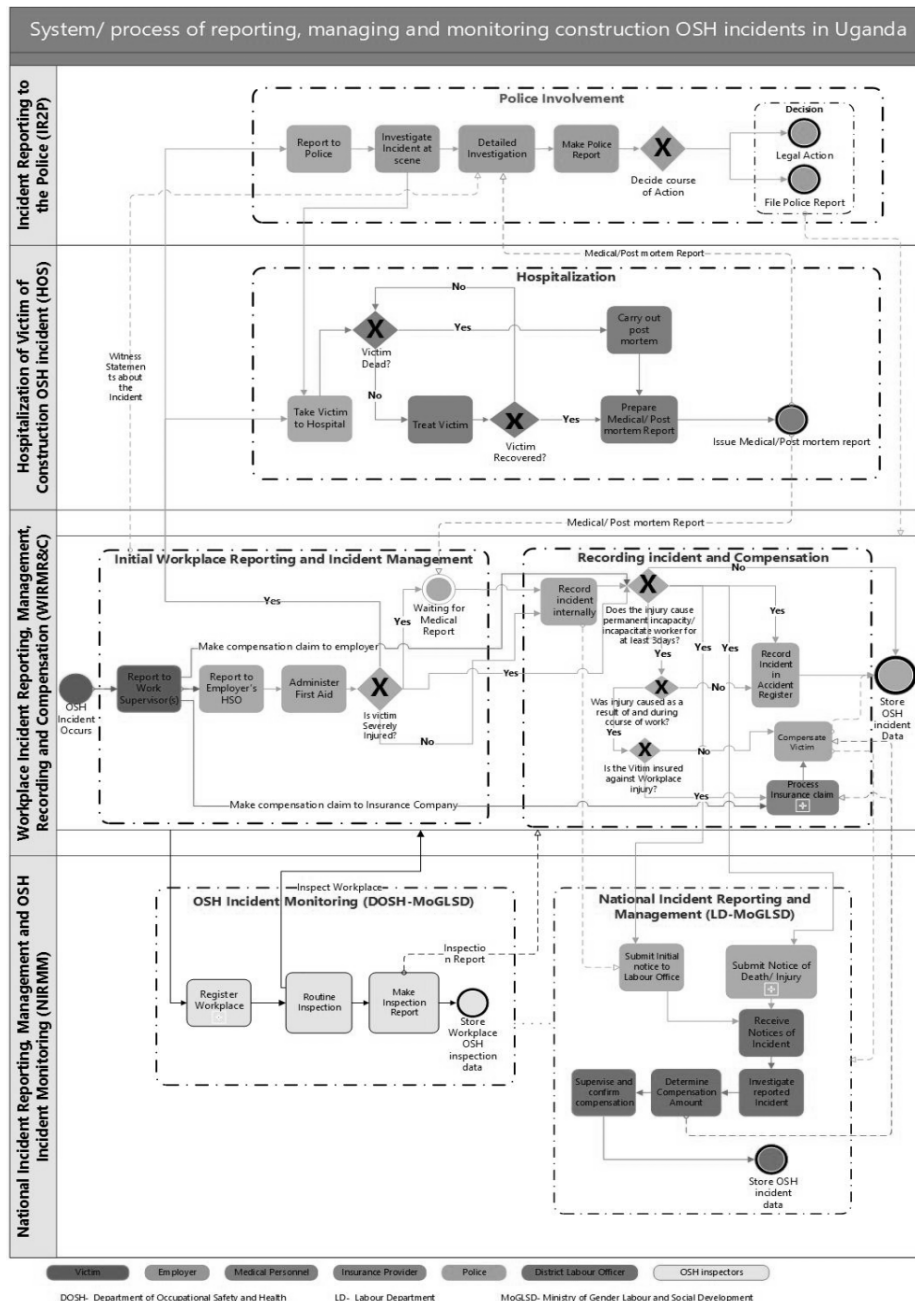 System/ process of reporting, managing and monitoring construction OSH incidents in Uganda
Incident Reporting to
the Police (IR2P)
Police Involvement
Report to
Police
Investigate
Incident at
scene
Detailed
Investigation
Make Police
Report
X
Decide course
of Action
Decision
Legal Action
File Police Report
Hospitalization of Victim of
Construction OSH incident (HOS)
Medical/Post mortem Report
Hospitalization
No
X
Victim
Dead?
Yes
Carry out
post
mortem
Witness
Stateme
nts about
the
Incident
No
Take Victim
to Hospital
Treat Victim
X
Victim
Recovered?
Yes
Prepare
Medical/ Post
mortem Report
Issue Medical/Post mortem report
Workplace Incident Reporting, Management,
Recording and Compensation (WIRMR&C)
Medical/ Post mortem Report
Initial Workplace Reporting and Incident Management
Yes
Yes
Waiting for
Medical
Report
Make compensation claim to employer
OSH
Incident
Occurs
Report to
Work
Supervisor(s)
Report to
Employer's
HSO
Administer
First Aid
X
Is victim
Severely
Injured?
Yes
No
Make compensation claim to Insurance Company
Recording incident and Compensation
Record
incident
internally
X
No
Does the injury cause
permanent incapacity/
incapacitate worker for
at least 3days?
Yes
Yes
Record
Incident
in
Accident
Register
X
No
Was injury caused as a
result of and during
course of work?
Yes
X
No
Is the Vitim insured
against Workplace
injury?
Yes
Compensate
Victim
Process
Insurance claim
Store OSH
incident Data
National Incident Reporting, Management and OSH
Incident Monitoring (NIRMM)
Inspect Workplace
OSH Incident Monitoring (DOSH-MoGLSD)
Inspectio
n Report
Register
Workplace
Routine
Inspection
Make
Inspection
Report
Store
Workplace
OSH
inspection
data
National Incident Reporting and
Management (LD-MoGLSD)
Submit Initial
notice to
Labour Office
Submit Notice of
Death/ Injury
Receive
Notices of
Incident
Supervise and
confirm
compensation
Determine
Compensation
Amount
Investigate
reported
Incident
Store OSH
incident
data
Victim
Employer
Medical Personnel
Insurance Provider
Police
District Labour Officer
OSH inspectors
DOSH- Department of Occupational Safety and Health
LD- Labour Department
MoGLSD- Ministry of Gender Labour and Social Development